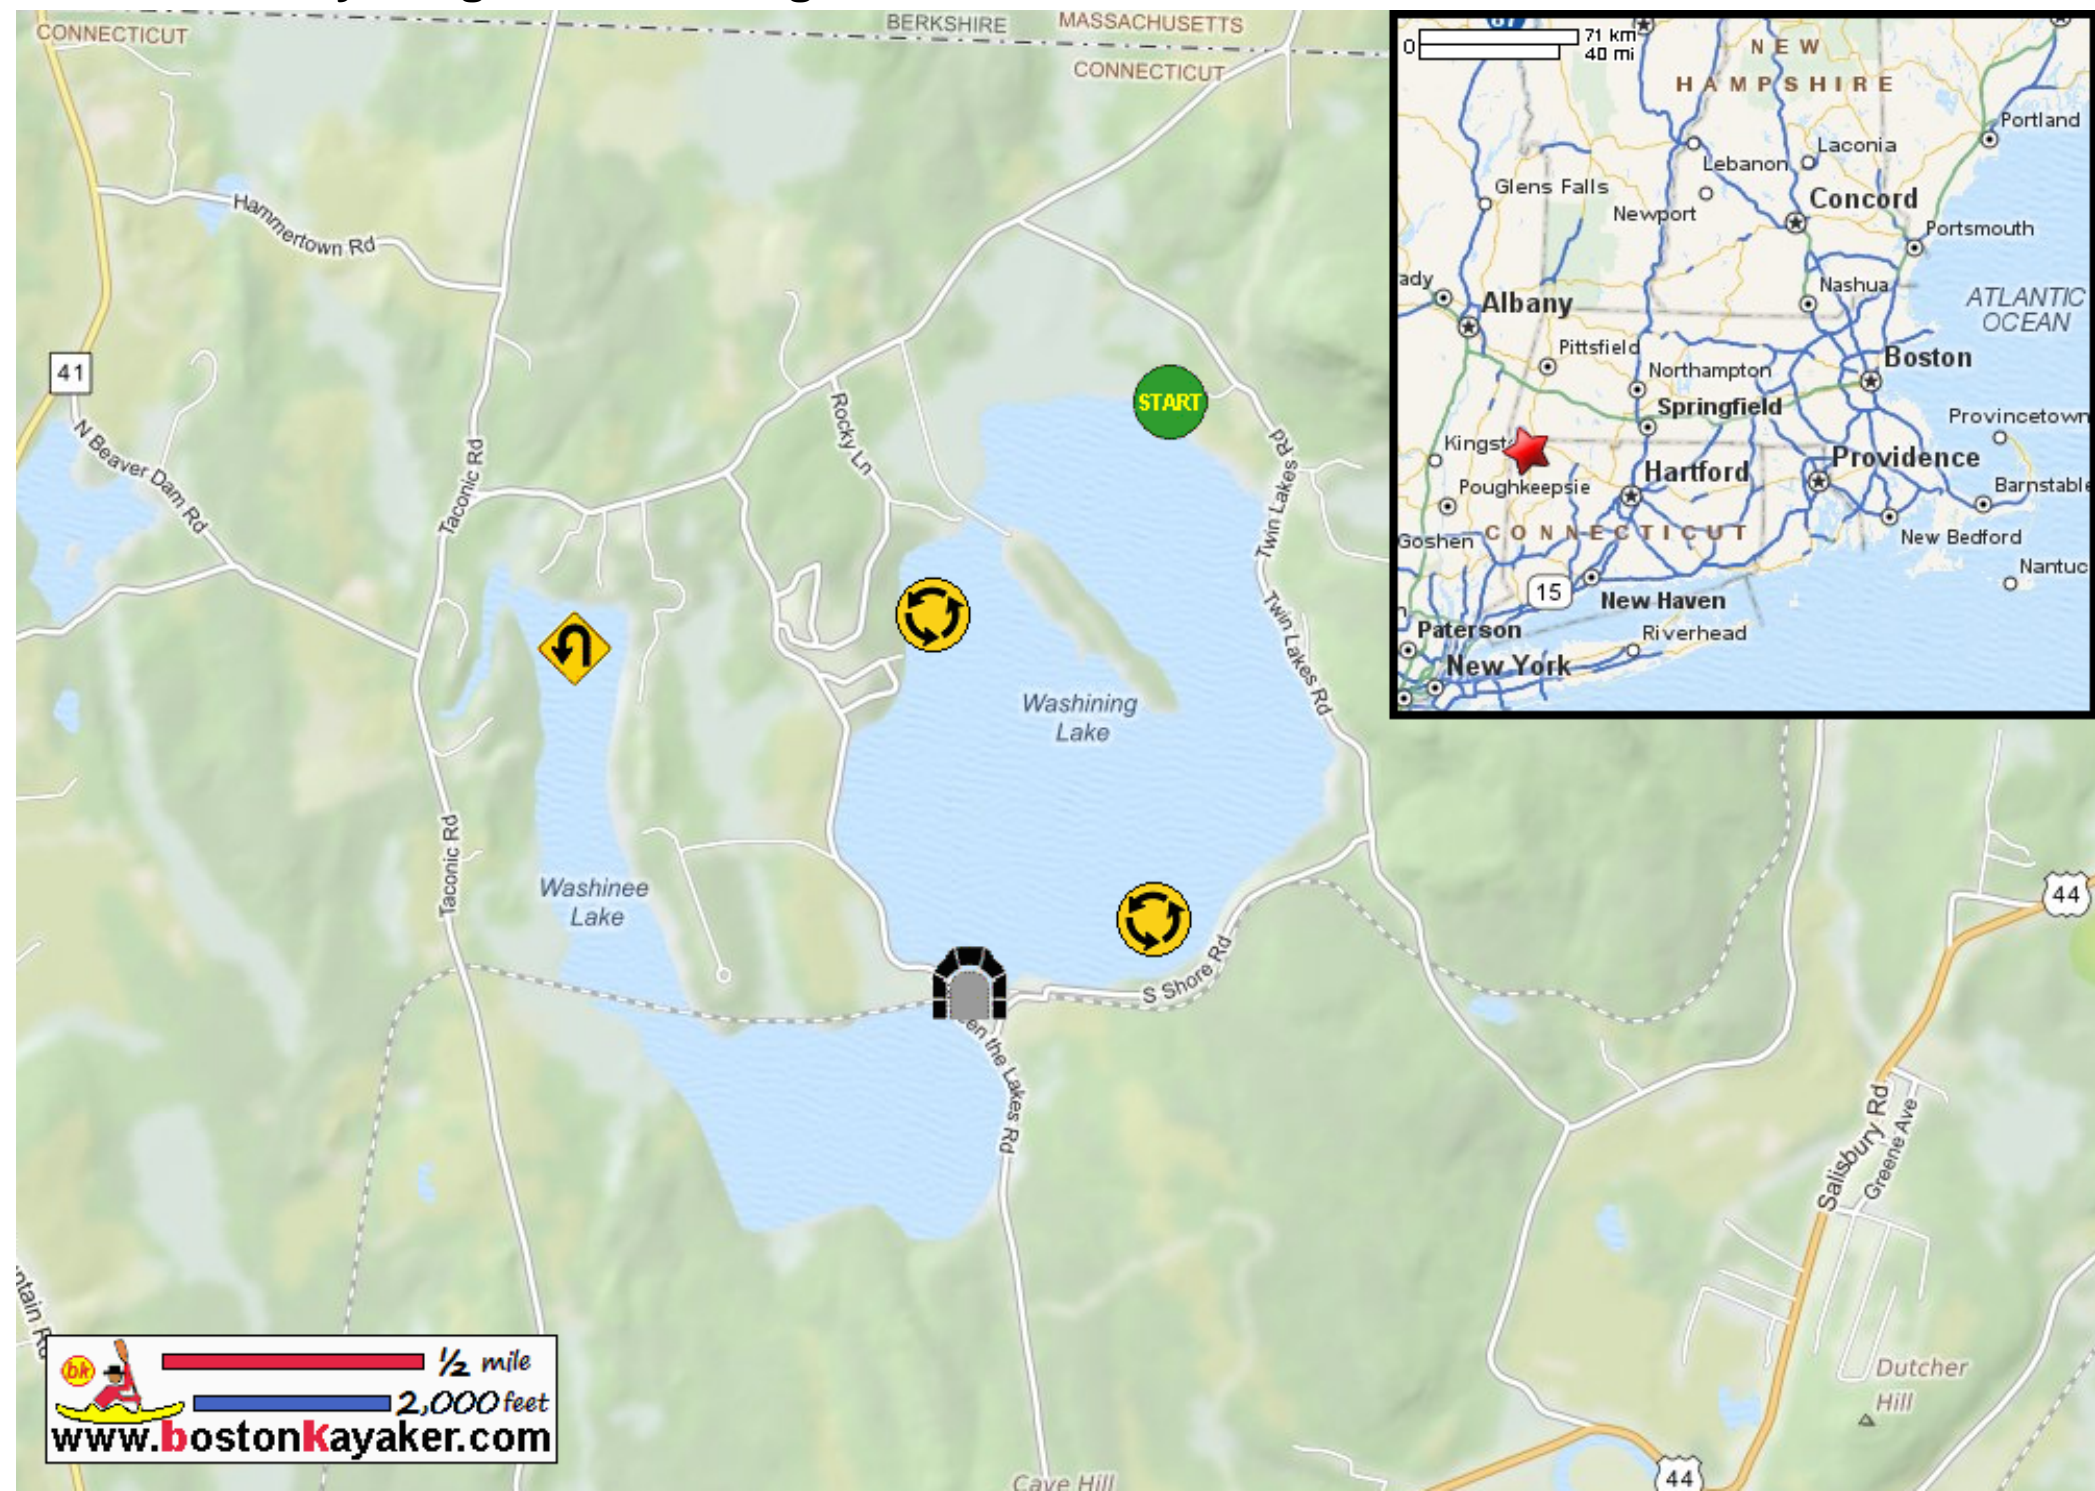 CONNECTICUT
BERKSHIRE
MASSACHUSETTS
CONNECTICUT
Hammertown Rd
41
N Beaver Dam Rd
Taconic Rd
Rocky Ln
START
Twin Lakes Rd
Twin Lakes Rd
Washining
Lake
Taconic Rd
Washinee
Lake
S Shore Rd
the Lakes Rd
44
Salisbury Rd
Greene Ave
Dutcher
Hill
44
Cave Hill
½ mile
2,000 feet
bk
www.bostonkayaker.com
0
71 km
40 mi
NEW
HAMPSHIRE
Portland
Laconia
Lebanon
Glens Falls
Newport
Concord
Portsmouth
Nashua
ATLANTIC
OCEAN
ady
Albany
Pittsfield
Boston
Northampton
Springfield
Provincetown
Kingst
Hartford
Providence
Poughkeepsie
Barnstable
CONNECTICUT
Goshen
New Bedford
Nantuc
15
New Haven
Paterson
Riverhead
New York